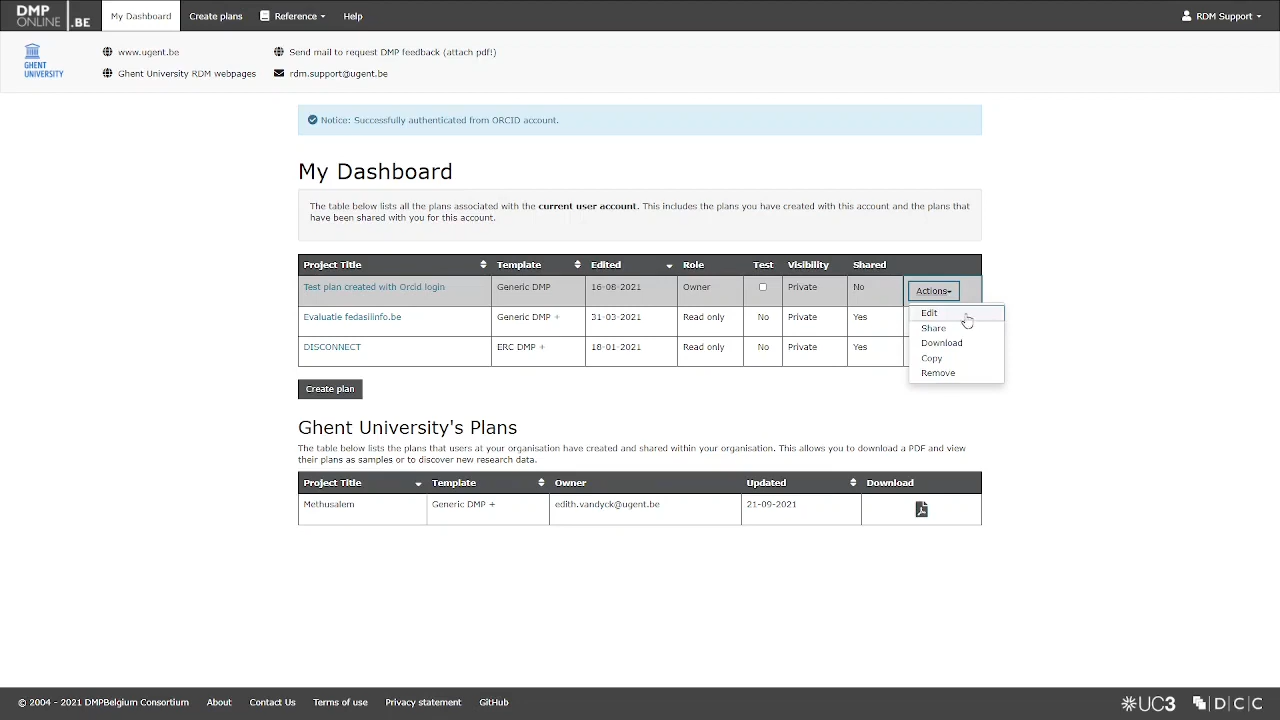 DMP
ONLINE .BE
My Dashboard
Create plans
Reference
Help
RDM Support
GHENT
UNIVERSITY
www.ugent.be
Send mail to request DMP feedback (attach pdf!)
Ghent University RDM webpages
rdm.support@ugent.be
Notice: Successfully authenticated from ORCID account.
My Dashboard
The table below lists all the plans associated with the current user account. This includes the plans you have created with this account and the plans that
have been shared with you for this account.
Project Title Template Edited Role Test Visibility Shared
Test plan created with Orcid login Generic DMP 16-08-2021 Owner Private No Actions
Evaluatie fedasilinfo.be Generic DMP + 31-03-2021 Read only No Private Yes
DISCONNECT ERC DMP + 18-01-2021 Read only No Private Yes
Edit
Share
Download
Copy
Remove
Create plan
Ghent University's Plans
The table below lists the plans that users at your organisation have created and shared within your organisation. This allows you to download a PDF and view
their plans as samples or to discover new research data.
Project Title Template Owner Updated Download
Methusalem Generic DMP + edith.vandyck@ugent.be 21-09-2021
© 2004 - 2021 DMPBelgium Consortium About Contact Us Terms of use Privacy statement GitHub
UC3 D|C|C